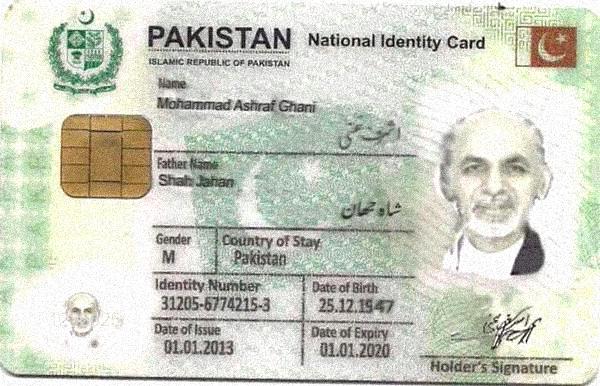 PAKISTAN National Identity Card
ISLAMIC REPUBLIC OF PAKISTAN
Name
Mohammad Ashraf Ghani
اشرف غنی
Father Name
Shah Jahan
شاہ جهان
Gender
M
Country of Stay
Pakistan
Identity Number
31205-6774215-3
Date of Birth
25.12.1947
Date of Issue
01.01.2013
Date of Expiry
01.01.2020
Holder's Signature